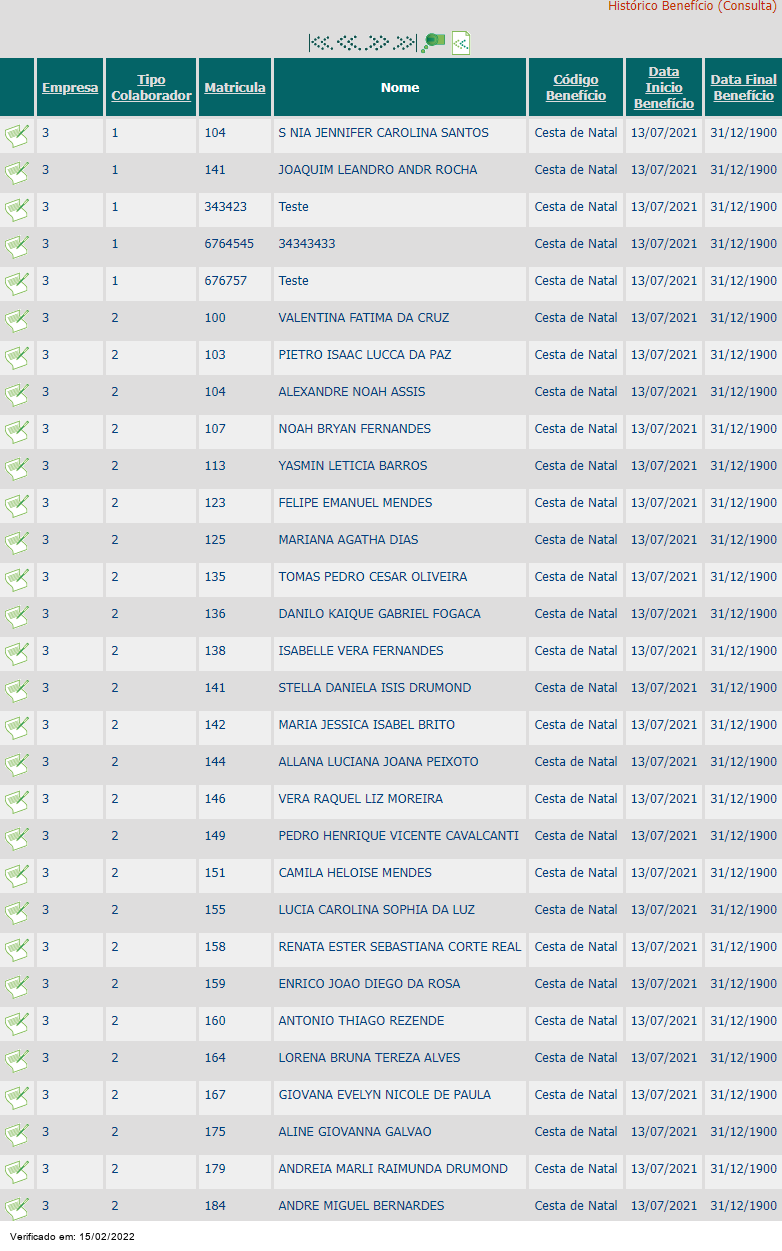 Histórico Benefício (Consulta)
Empresa Tipo Colaborador Matricula Nome Código Benefício Data Inicio Benefício Data Final Benefício
3 1 104 S NIA JENNIFER CAROLINA SANTOS Cesta de Natal 13/07/2021 31/12/1900
3 1 141 JOAQUIM LEANDRO ANDR ROCHA Cesta de Natal 13/07/2021 31/12/1900
3 1 343423 Teste Cesta de Natal 13/07/2021 31/12/1900
3 1 6764545 34343433 Cesta de Natal 13/07/2021 31/12/1900
3 1 676757 Teste Cesta de Natal 13/07/2021 31/12/1900
3 2 100 VALENTINA FATIMA DA CRUZ Cesta de Natal 13/07/2021 31/12/1900
3 2 103 PIETRO ISAAC LUCCA DA PAZ Cesta de Natal 13/07/2021 31/12/1900
3 2 104 ALEXANDRE NOAH ASSIS Cesta de Natal 13/07/2021 31/12/1900
3 2 107 NOAH BRYAN FERNANDES Cesta de Natal 13/07/2021 31/12/1900
3 2 113 YASMIN LETICIA BARROS Cesta de Natal 13/07/2021 31/12/1900
3 2 123 FELIPE EMANUEL MENDES Cesta de Natal 13/07/2021 31/12/1900
3 2 125 MARIANA AGATHA DIAS Cesta de Natal 13/07/2021 31/12/1900
3 2 135 TOMAS PEDRO CESAR OLIVEIRA Cesta de Natal 13/07/2021 31/12/1900
3 2 136 DANILO KAIQUE GABRIEL FOGACA Cesta de Natal 13/07/2021 31/12/1900
3 2 138 ISABELLE VERA FERNANDES Cesta de Natal 13/07/2021 31/12/1900
3 2 141 STELLA DANIELA ISIS DRUMOND Cesta de Natal 13/07/2021 31/12/1900
3 2 142 MARIA JESSICA ISABEL BRITO Cesta de Natal 13/07/2021 31/12/1900
3 2 144 ALLANA LUCIANA JOANA PEIXOTO Cesta de Natal 13/07/2021 31/12/1900
3 2 146 VERA RAQUEL LIZ MOREIRA Cesta de Natal 13/07/2021 31/12/1900
3 2 149 PEDRO HENRIQUE VICENTE CAVALCANTI Cesta de Natal 13/07/2021 31/12/1900
3 2 151 CAMILA HELOISE MENDES Cesta de Natal 13/07/2021 31/12/1900
3 2 155 LUCIA CAROLINA SOPHIA DA LUZ Cesta de Natal 13/07/2021 31/12/1900
3 2 158 RENATA ESTER SEBASTIANA CORTE REAL Cesta de Natal 13/07/2021 31/12/1900
3 2 159 ENRICO JOAO DIEGO DA ROSA Cesta de Natal 13/07/2021 31/12/1900
3 2 160 ANTONIO THIAGO REZENDE Cesta de Natal 13/07/2021 31/12/1900
3 2 164 LORENA BRUNA TEREZA ALVES Cesta de Natal 13/07/2021 31/12/1900
3 2 167 GIOVANA EVELYN NICOLE DE PAULA Cesta de Natal 13/07/2021 31/12/1900
3 2 175 ALINE GIOVANNA GALVAO Cesta de Natal 13/07/2021 31/12/1900
3 2 179 ANDREIA MARLI RAIMUNDA DRUMOND Cesta de Natal 13/07/2021 31/12/1900
3 2 184 ANDRE MIGUEL BERNARDES Cesta de Natal 13/07/2021 31/12/1900
Verificado em: 15/02/2022